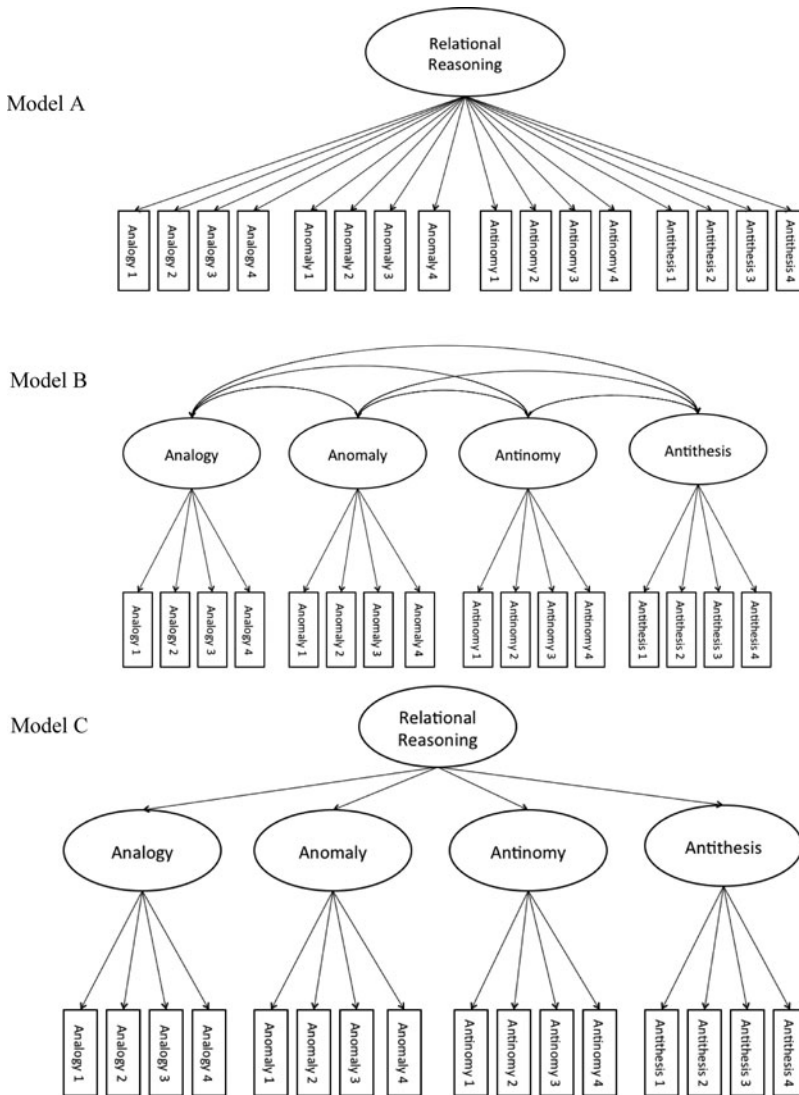 Relational
Reasoning
Model A
Analogy 1
Analogy 2
Analogy 3
Analogy 4
Anomaly 1
Anomaly 2
Anomaly 3
Anomaly 4
Antinomy 1
Antinomy 2
Antinomy 3
Antinomy 4
Antithesis 1
Antithesis 2
Antithesis 3
Antithesis 4
Model B
Analogy
Anomaly
Antinomy
Antithesis
Analogy 1
Analogy 2
Analogy 3
Analogy 4
Anomaly 1
Anomaly 2
Anomaly 3
Anomaly 4
Antinomy 1
Antinomy 2
Antinomy 3
Antinomy 4
Antithesis 1
Antithesis 2
Antithesis 3
Antithesis 4
Model C
Relational
Reasoning
Analogy
Anomaly
Antinomy
Antithesis
Analogy 1
Analogy 2
Analogy 3
Analogy 4
Anomaly 1
Anomaly 2
Anomaly 3
Anomaly 4
Antinomy 1
Antinomy 2
Antinomy 3
Antinomy 4
Antithesis 1
Antithesis 2
Antithesis 3
Antithesis 4